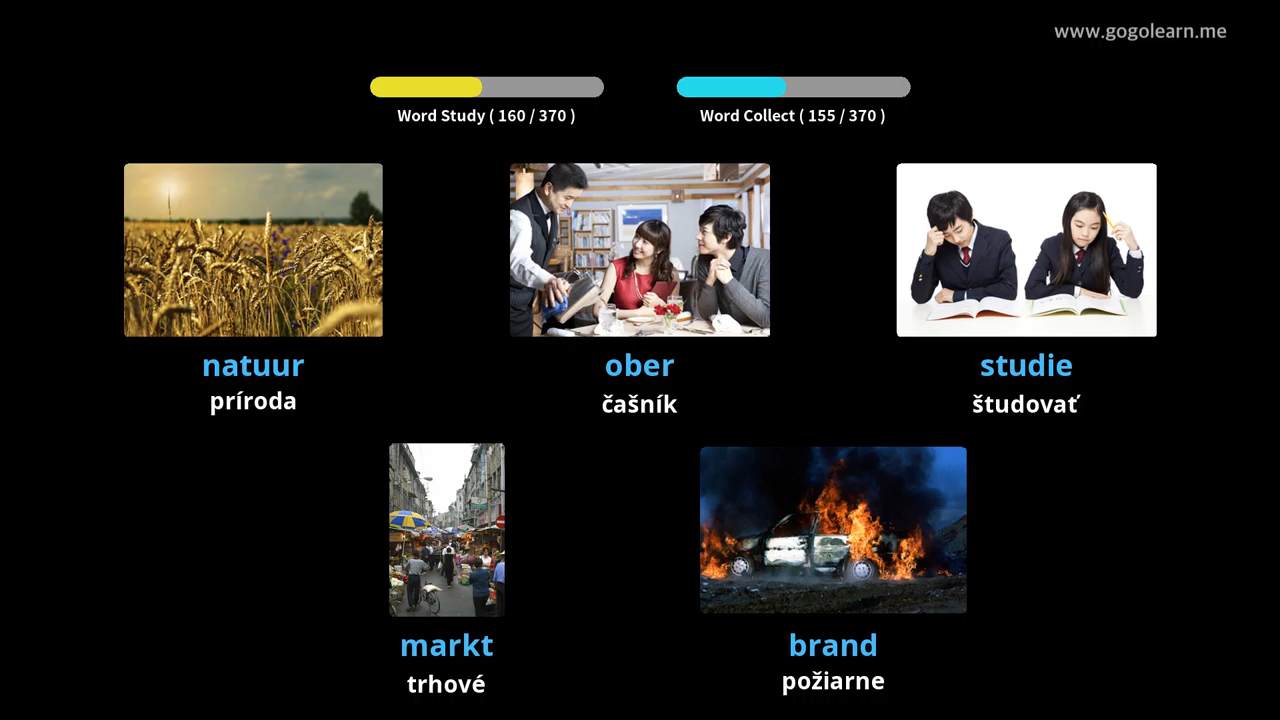 www.gogolearn.me
Word Study ( 160 / 370 )
Word Collect ( 155 / 370 )
natuur
príroda
ober
čašník
studie
študovať
markt
trhové
brand
požiarne